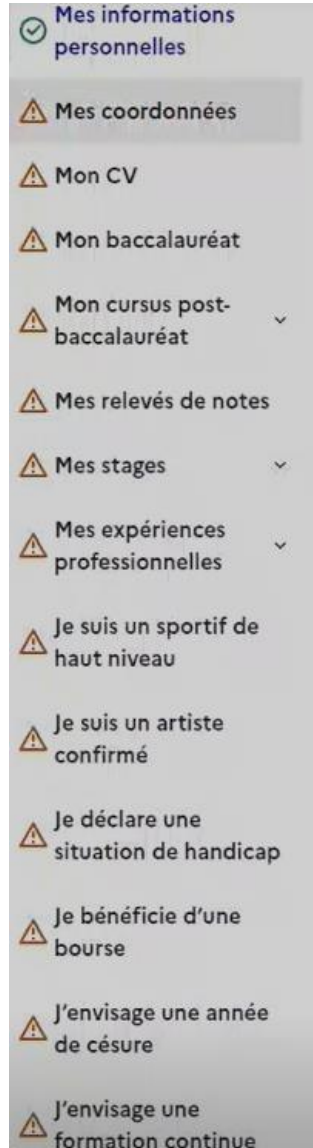 Mes informations
personnelles
Mes coordonnées
Mon CV
Mon baccalauréat
Mon cursus post-
baccalauréat
Mes relevés de notes
Mes stages
Mes expériences
professionnelles
Je suis un sportif de
haut niveau
Je suis un artiste
confirmé
Je déclare une
situation de handicap
Je bénéficie d'une
bourse
J'envisage une année
de césure
J'envisage une
formation continue